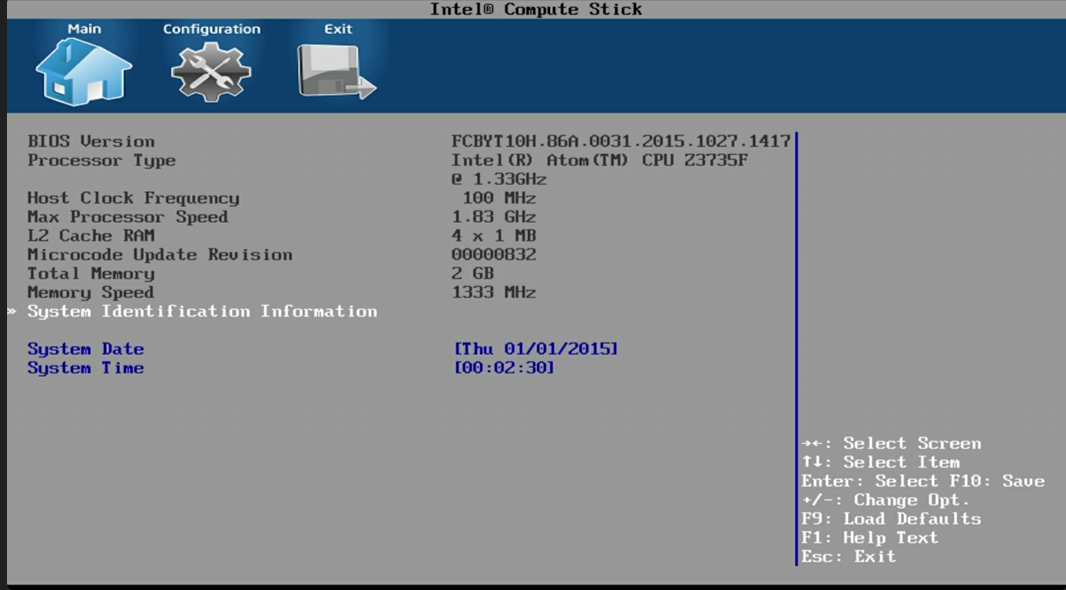 Intel® Compute Stick
Main Configuration Exit
BIOS Version FCBYT10H.86A.0031.2015.1027.1417
Processor Type Intel(R) Atom(TM) CPU Z3735F
@ 1.33GHz
Host Clock Frequency 100 MHz
Max Processor Speed 1.83 GHz
L2 Cache RAM 4 x 1 MB
Microcode Update Revision 00000832
Total Memory 2 GB
Memory Speed 1333 MHz
» System Identification Information
System Date [Thu 01/01/2015]
System Time [00:02:30]
→←: Select Screen
↑↓: Select Item
Enter: Select F10: Save
+/-: Change Opt.
F9: Load Defaults
F1: Help Text
Esc: Exit